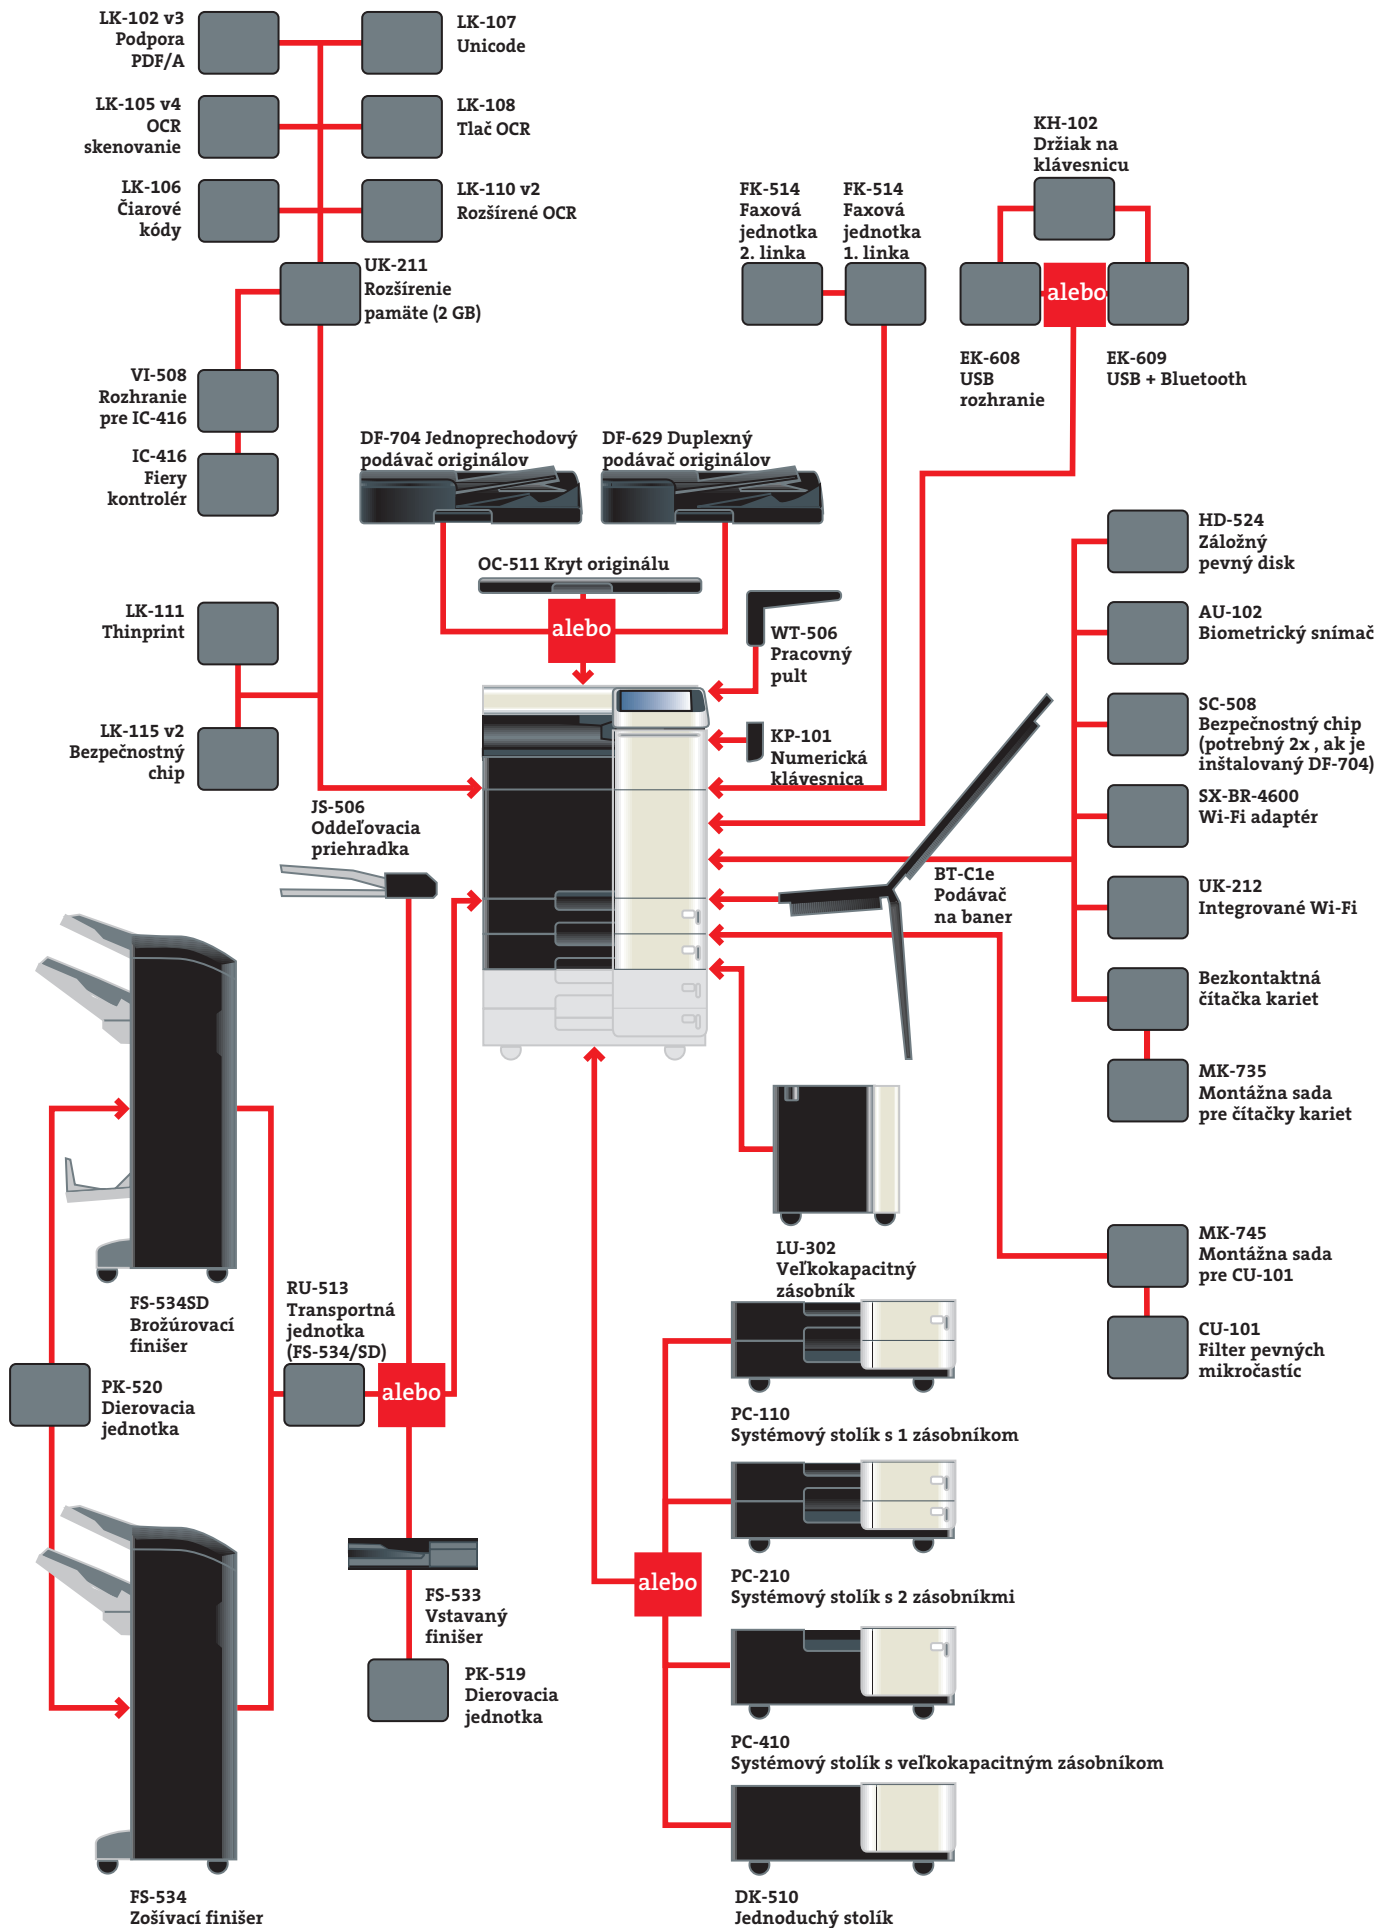 LK-102 v3
Podpora
PDF/A
LK-107
Unicode
LK-105 v4
OCR
skenovanie
LK-108
Tlač OCR
LK-106
Čiarové
kódy
LK-110 v2
Rozšírené OCR
UK-211
Rozšírenie
pamäte (2 GB)
VI-508
Rozhranie
pre IC-416
IC-416
Fiery
kontrolér
LK-111
Thinprint
LK-115 v2
Bezpečnostný
chip
FK-514
Faxová
jednotka
2. linka
FK-514
Faxová
jednotka
1. linka
KH-102
Držiak na
klávesnicu
alebo
EK-608
USB
rozhranie
EK-609
USB + Bluetooth
DF-704 Jednoprechodový
podávač originálov
DF-629 Duplexný
podávač originálov
OC-511 Kryt originálu
alebo
WT-506
Pracovný
pult
KP-101
Numerická
klávesnica
HD-524
Záložný
pevný disk
AU-102
Biometrický snímač
SC-508
Bezpečnostný chip
(potrebný 2x , ak je
inštalovaný DF-704)
SX-BR-4600
Wi-Fi adaptér
UK-212
Integrované Wi-Fi
Bezkontaktná
čítačka kariet
MK-735
Montážna sada
pre čítačky kariet
BT-C1e
Podávač
na baner
JS-506
Oddeľovacia
priehradka
LU-302
Veľkokapacitný
zásobník
MK-745
Montážna sada
pre CU-101
CU-101
Filter pevných
mikročastíc
FS-534SD
Brožúrovací
finišer
RU-513
Transportná
jednotka
(FS-534/SD)
alebo
PK-520
Dierovacia
jednotka
FS-533
Vstavaný
finišer
PK-519
Dierovacia
jednotka
FS-534
Zošívací finišer
alebo
PC-110
Systémový stolík s 1 zásobníkom
PC-210
Systémový stolík s 2 zásobníkmi
PC-410
Systémový stolík s veľkokapacitným zásobníkom
DK-510
Jednoduchý stolík